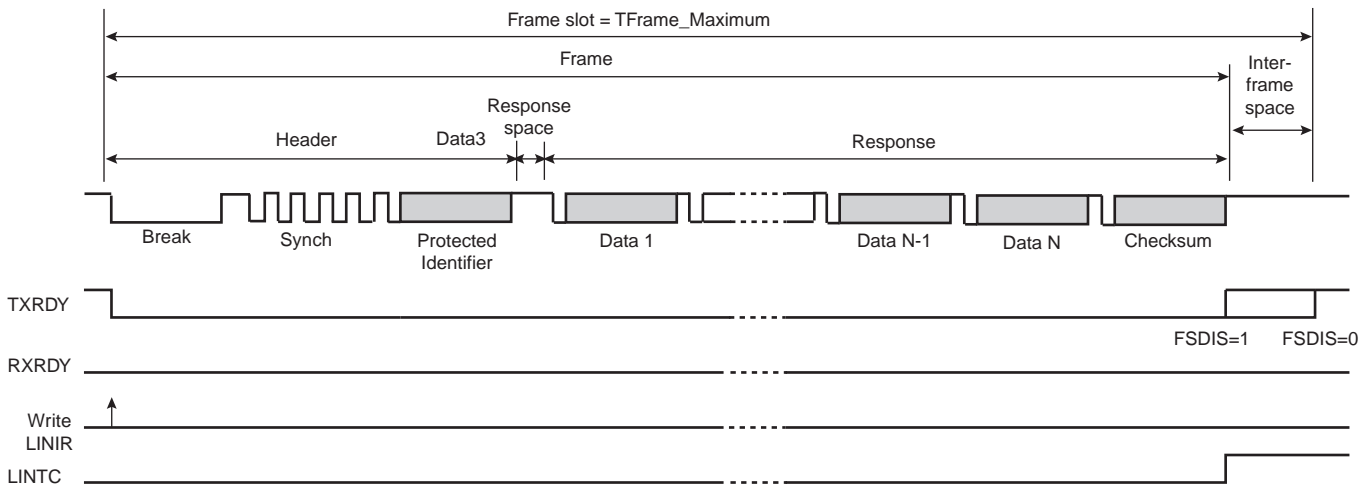 Frame slot = TFrame_Maximum
Frame
Inter-
frame
space
Response
space
Header
Data3
Response
Break
Synch
Protected
Identifier
Data 1
Data N-1
Data N
Checksum
TXRDY
FSDIS=1
FSDIS=0
RXRDY
Write
LINIR
LINTC